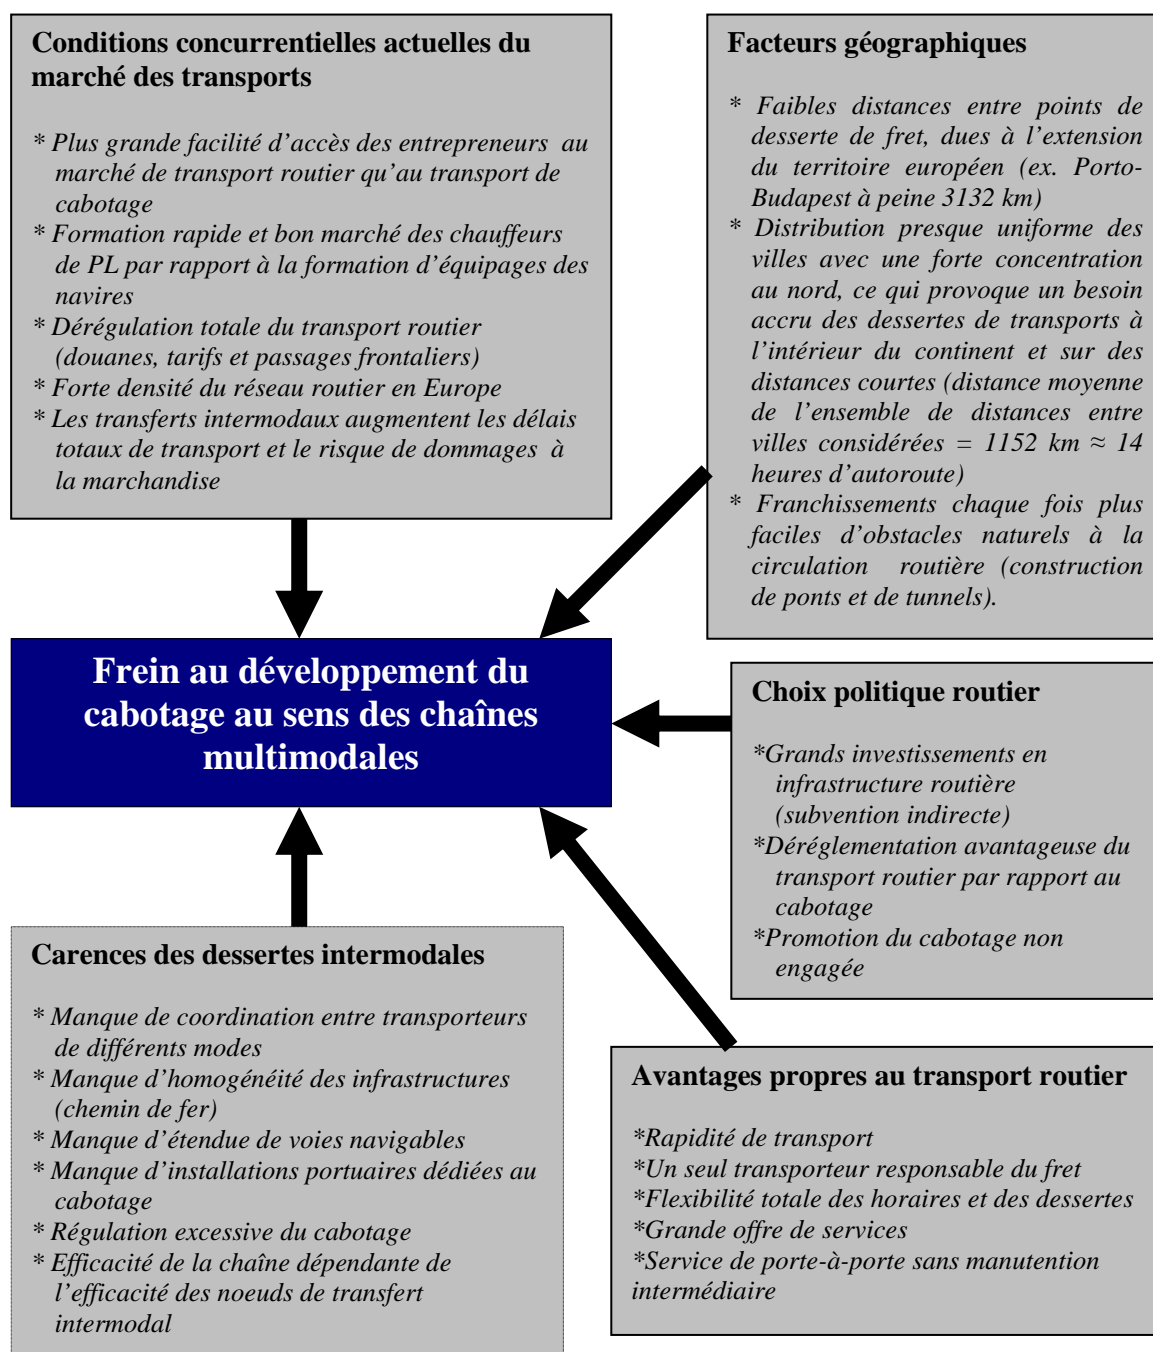 Conditions concurrentielles actuelles du
marché des transports
* Plus grande facilité d’accès des entrepreneurs au
marché de transport routier qu’au transport de
cabotage
* Formation rapide et bon marché des chauffeurs
de PL par rapport à la formation d’équipages des
navires
* Dérégulation totale du transport routier
(douanes, tarifs et passages frontaliers)
* Forte densité du réseau routier en Europe
* Les transferts intermodaux augmentent les délais
totaux de transport et le risque de dommages à
la marchandise
Facteurs géographiques
* Faibles distances entre points de
desserte de fret, dues à l’extension
du territoire européen (ex. Porto-
Budapest à peine 3132 km)
* Distribution presque uniforme des
villes avec une forte concentration
au nord, ce qui provoque un besoin
accru des dessertes de transports à
l’intérieur du continent et sur des
distances courtes (distance moyenne
de l’ensemble de distances entre
villes considérées = 1152 km ≈ 14
heures d’autoroute)
* Franchissements chaque fois plus
faciles d’obstacles naturels à la
circulation routière (construction
de ponts et de tunnels).
Frein au développement du
cabotage au sens des chaînes
multimodales
Choix politique routier
*Grands investissements en
infrastructure routière
(subvention indirecte)
*Déréglementation avantageuse du
transport routier par rapport au
cabotage
*Promotion du cabotage non
engagée
Carences des dessertes intermodales
* Manque de coordination entre transporteurs
de différents modes
* Manque d’homogénéité des infrastructures
(chemin de fer)
* Manque d’étendue de voies navigables
* Manque d’installations portuaires dédiées au
cabotage
* Régulation excessive du cabotage
* Efficacité de la chaîne dépendante de
l’efficacité des noeuds de transfert
intermodal
Avantages propres au transport routier
*Rapidité de transport
*Un seul transporteur responsable du fret
*Flexibilité totale des horaires et des dessertes
*Grande offre de services
*Service de porte-à-porte sans manutention
intermédiaire